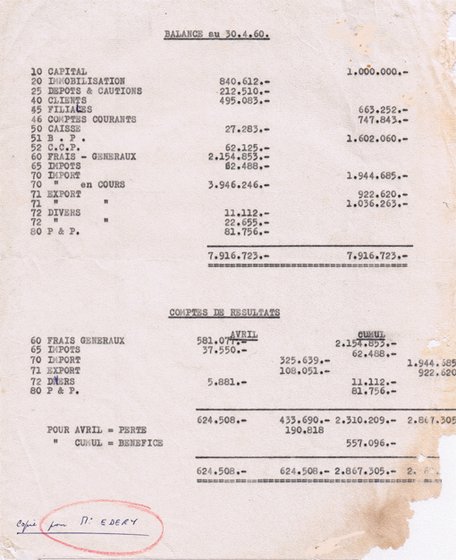 BALANCE au 30.4.60.
10 CAPITAL 1.000.000.-
20 IMMOBILISATION 840.612.-
25 DEPOTS & CAUTIONS 212.510.-
40 CLIENTS 495.083.-
45 FILIALES 663.252.-
46 COMPTES COURANTS 747.843.-
50 CAISSE 27.283.-
51 B . P. 1.602.060.-
52 C.C.P. 62.125.-
60 FRAIS - GENERAUX 2.154.853.-
65 IMPOTS 62.488.-
70 IMPORT 1.944.685.-
70 " en COURS 3.946.246.-
71 EXPORT 922.620.-
71 " " 1.036.263.-
72 DIVERS 11.112.-
72 " " 22.655.-
80 P & P. 81.756.-
7.916.723.- 7.916.723.-
COMPTES DE RESULTATS
AVRIL CUMUL
60 FRAIS GENERAUX 581.077.- 2.154.853.-
65 IMPOTS 37.550.- 62.488.-
70 IMPORT 325.639.- 1.944.685
71 EXPORT 108.051.- 922.620
72 DIVERS 5.881.- 11.112.-
80 P & P. 81.756.-
624.508.- 433.690.- 2.310.209.- 2.867.305
POUR AVRIL = PERTE 190.818
" CUMUL = BENEFICE 557.096.-
624.508.- 624.508.- 2.867.305.-
Copie pour Mr EDERY